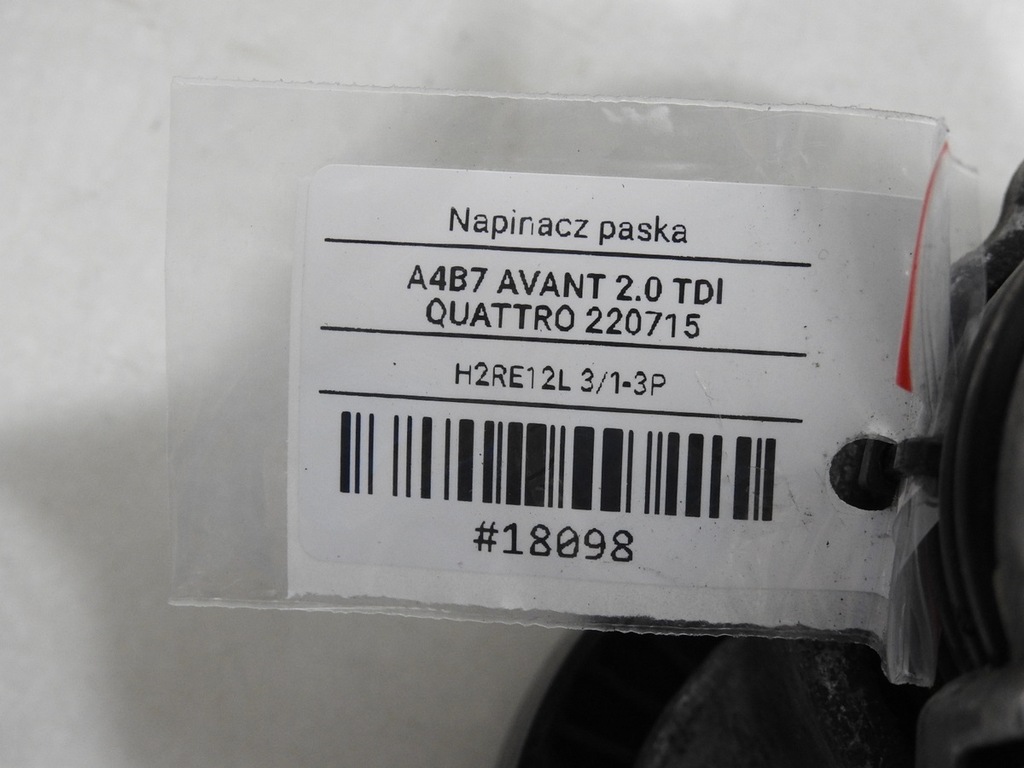 Napinacz paska
A4B7 AVANT 2.0 TDI
QUATTRO 220715
H2RE12L 3/1-3P
#18098